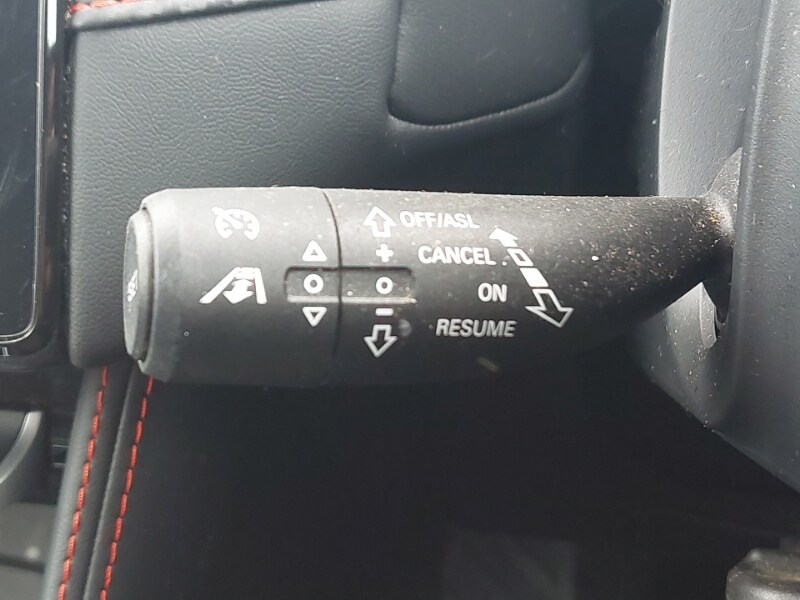 OFF/ASL
+
CANCEL
ON
-
RESUME